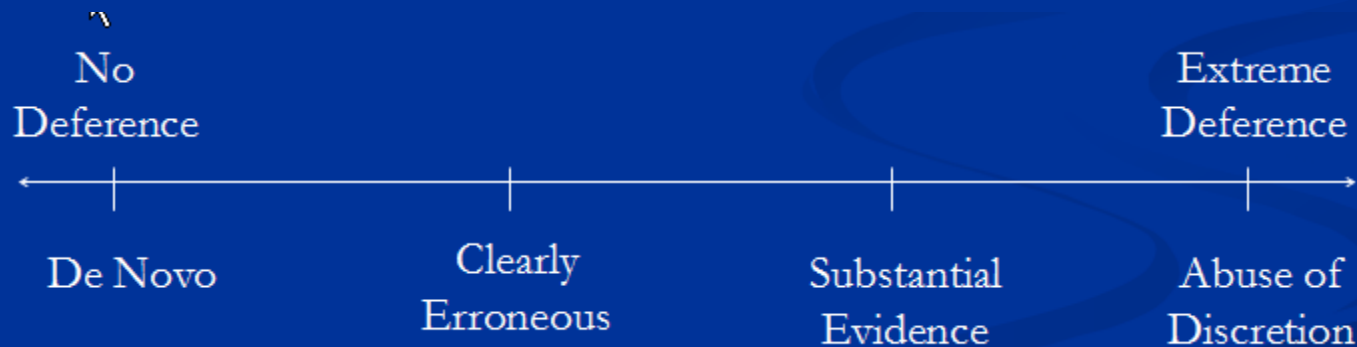 No
Deference
Extreme
Deference
De Novo
Clearly
Erroneous
Substantial
Evidence
Abuse of
Discretion